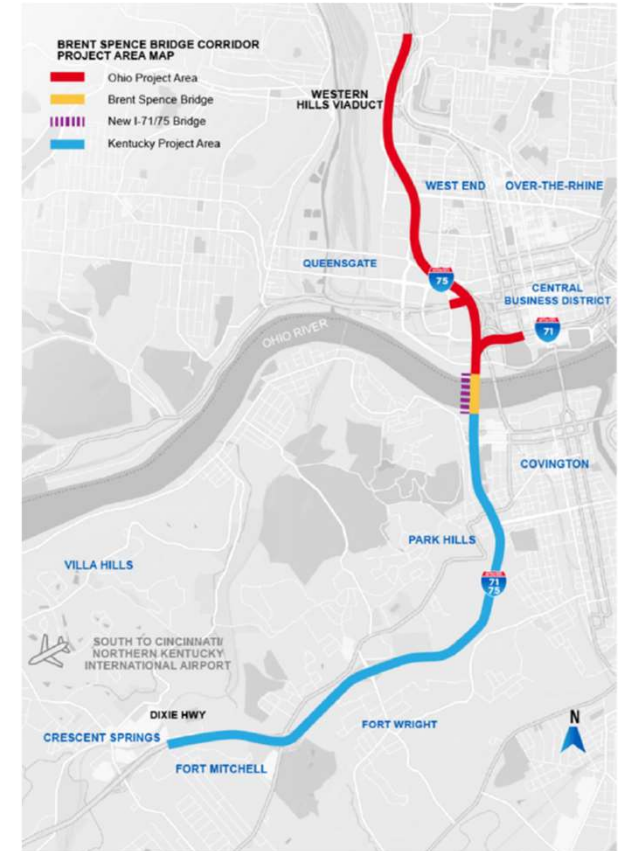 BRENT SPENCE BRIDGE CORRIDOR
PROJECT AREA MAP
Ohio Project Area
Brent Spence Bridge
New I-71/75 Bridge
Kentucky Project Area
WESTERN
HILLS VIADUCT
WEST END
OVER-THE-RHINE
QUEENSGATE
75
CENTRAL
BUSINESS DISTRICT
71
OHIO RIVER
COVINGTON
PARK HILLS
VILLA HILLS
71
75
SOUTH TO CINCINNATI/
NORTHERN KENTUCKY
INTERNATIONAL AIRPORT
DIXIE HWY
N
FORT WRIGHT
CRESCENT SPRINGS
FORT MITCHELL